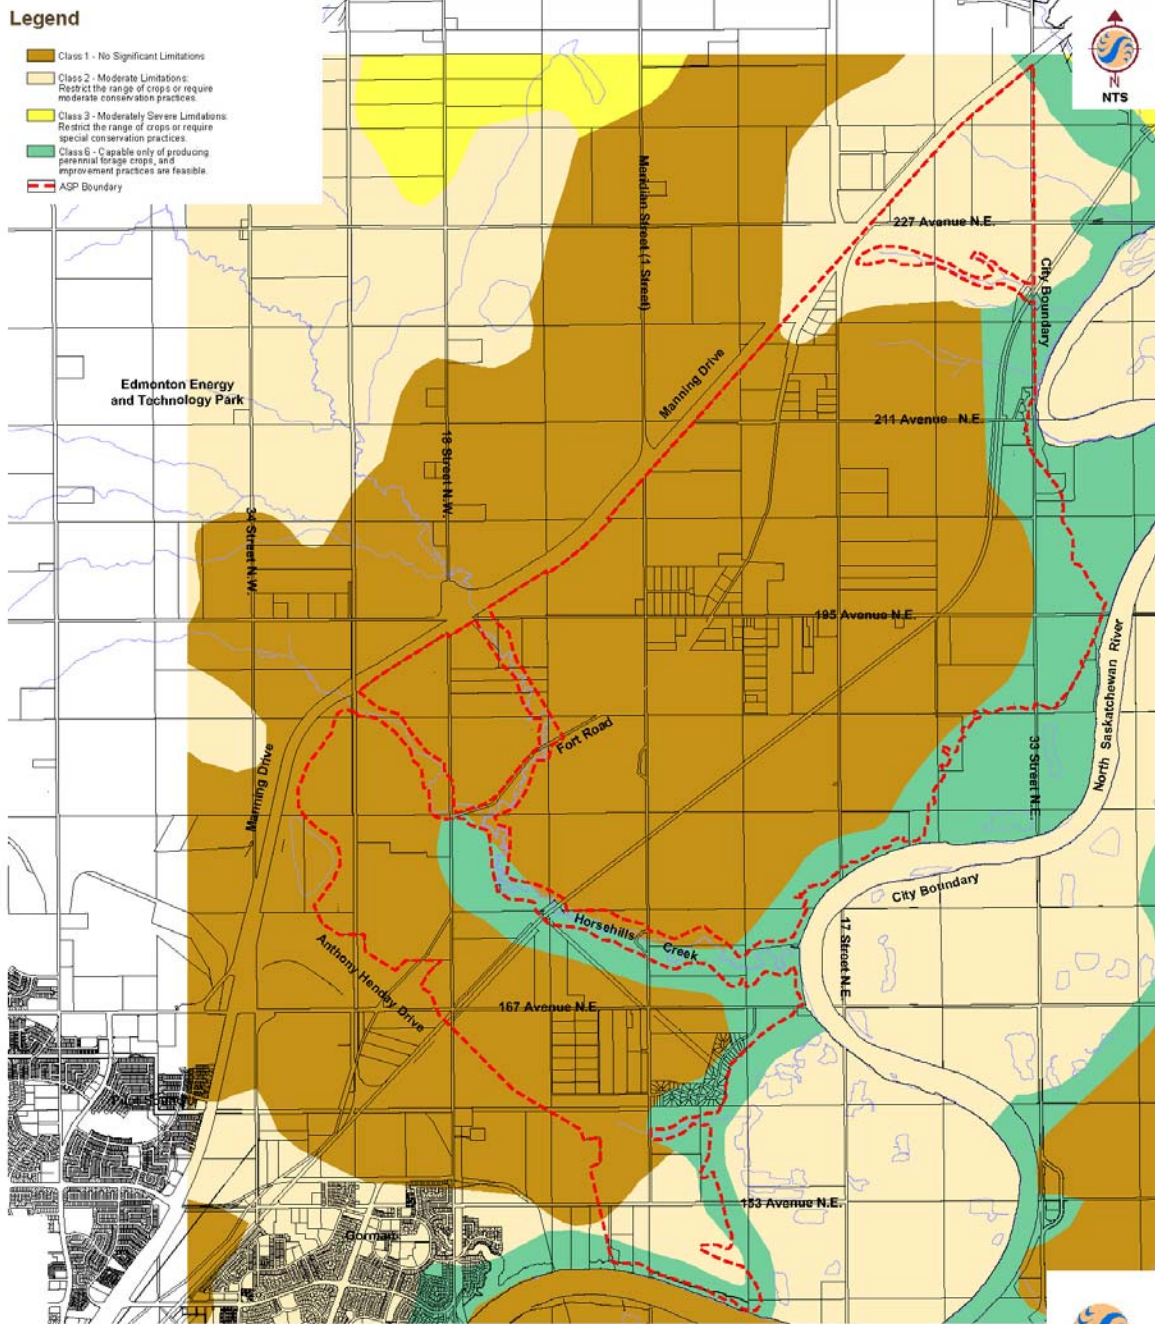 Legend
Class 1 - No Significant Limitations
Class 2 - Moderate Limitations:
Restrict the range of crops or require
moderate conservation practices.
Class 3 - Moderately Severe Limitations:
Restrict the range of crops or require
special conservation practices.
Class 6 - Capable only of producing
perennial forage crops, and
improvement practices are feasible.
ASP Boundary
N
NTS
Meridian Street (1 Street)
227 Avenue N.E.
City Boundary
Manning Drive
Edmonton Energy
and Technology Park
211 Avenue N.E.
18 Street N.W.
34 Street N.W.
195 Avenue N.E.
North Saskatchewan River
Fort Road
33 Street N.E.
Manning Drive
City Boundary
Horsehills
Creek
17 Street N.E.
Anthony Henday Drive
167 Avenue N.E.
153 Avenue N.E.